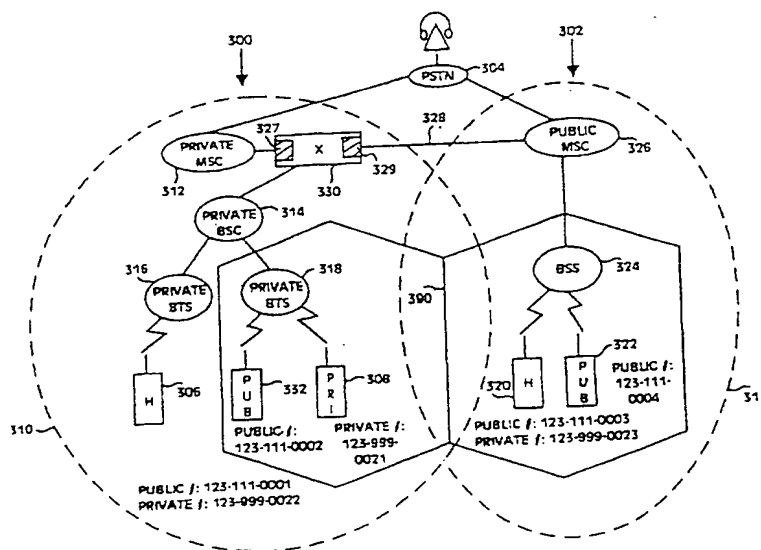 300
302
PSTN
304
328
327
PRIVATE
MSC
X
PUBLIC
MSC
312
329
330
326
PRIVATE
BSC
314
316
318
PRIVATE
BTS
PRIVATE
BTS
390
BSS
324
322
H
306
P
U
B
332
P
R
I
308
320
H
P
U
B
PUBLIC #:
123-111-
0004
310
31
PUBLIC #:
123-111-0002
PRIVATE #:
123-999-
0021
PUBLIC #: 123-111-0003
PRIVATE #: 123-999-0023
PUBLIC #: 123-111-0001
PRIVATE #: 123-999-0022